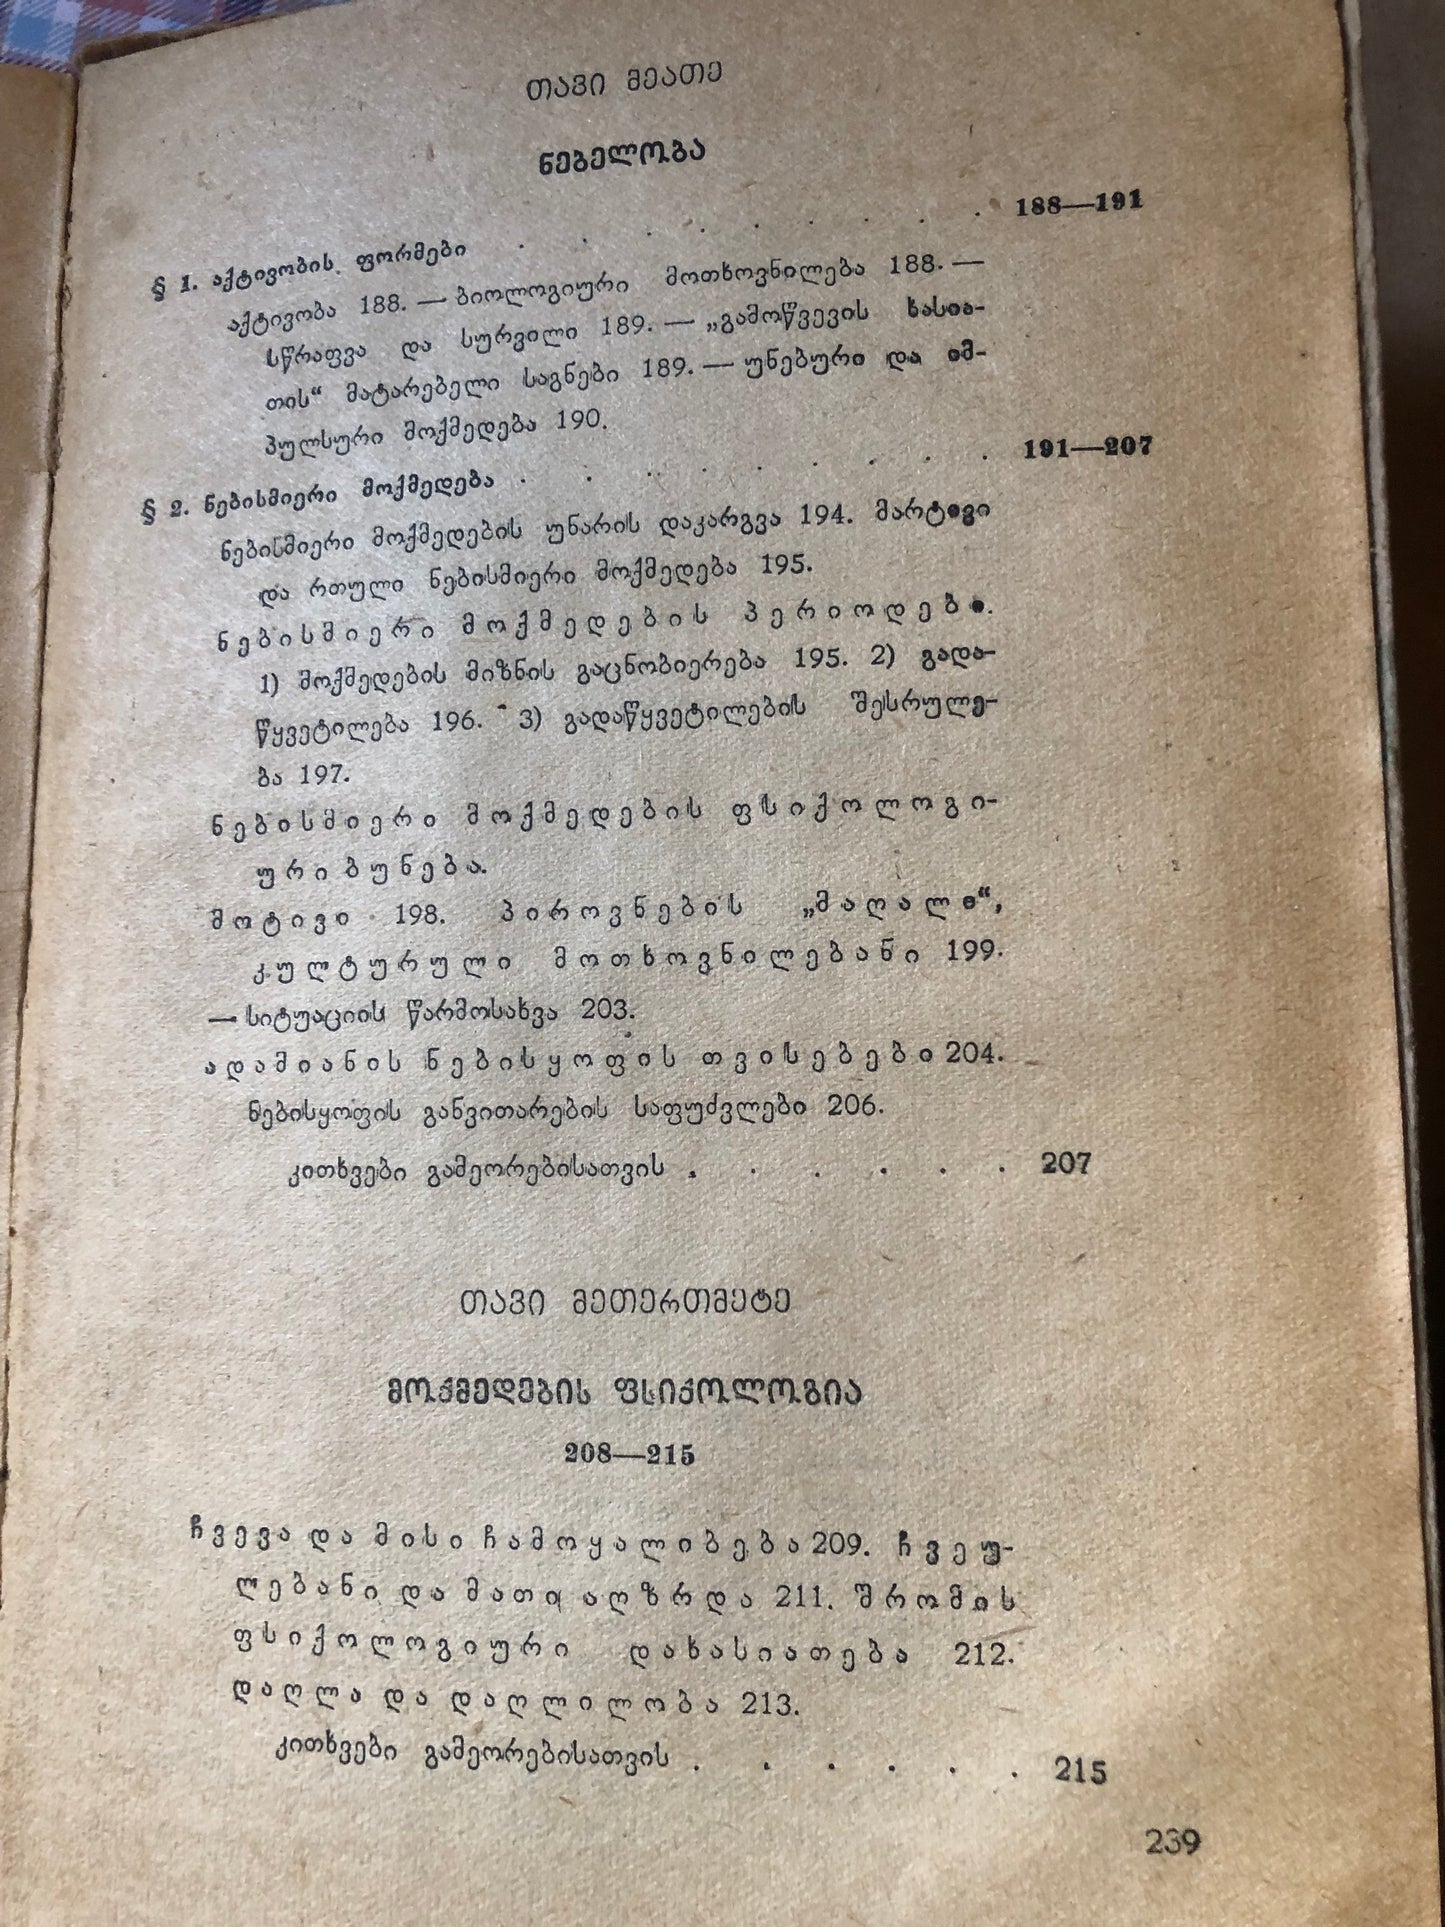 თავი მეათე
ნებელობა
§ 1. აქტივობის ფორმები . . . . . . . . 188—191
აქტივობა 188. — ბიოლოგიური მოთხოვნილება 188. —
სწრაფვა და სურვილი 189. — „გამოწვევის ხასია-
თის“ მატარებელი საგნები 189. — უნებური და იმ-
პულსური მოქმედება 190.
§ 2. ნებისმიერი მოქმედება . . . . . . . . 191—207
ნებისმიერი მოქმედების უნარის დაკარგვა 194. მარტივი
და რთული ნებისმიერი მოქმედება 195.
ნებისმიერი მოქმედების პერიოდები.
1) მოქმედების მიზნის გაცნობიერება 195. 2) გადა-
წყვეტილება 196. 3) გადაწყვეტილების შესრულე-
ბა 197.
ნებისმიერი მოქმედების ფსიქოლოგი-
ური ბუნება.
მოტივი 198. პიროვნების „მაღალი“,
კულტურული მოთხოვნილებანი 199.
— სიტუაციის წარმოსახვა 203.
ადამიანის ნებისყოფის თვისებები 204.
ნებისყოფის განვითარების საფუძვლები 206.
კითხვები გამეორებისათვის . . . . . . 207
თავი მეთერთმეტე
მოქმედების ფსიქოლოგია
208—215
ჩვევა და მისი ჩამოყალიბება 209. ჩვეუ-
ლებანი და მათი აღზრდა 211. შრომის
ფსიქოლოგიური დახასიათება 212.
დაღლა და დაღლილობა 213.
კითხვები გამეორებისათვის . . . . . . 215
239